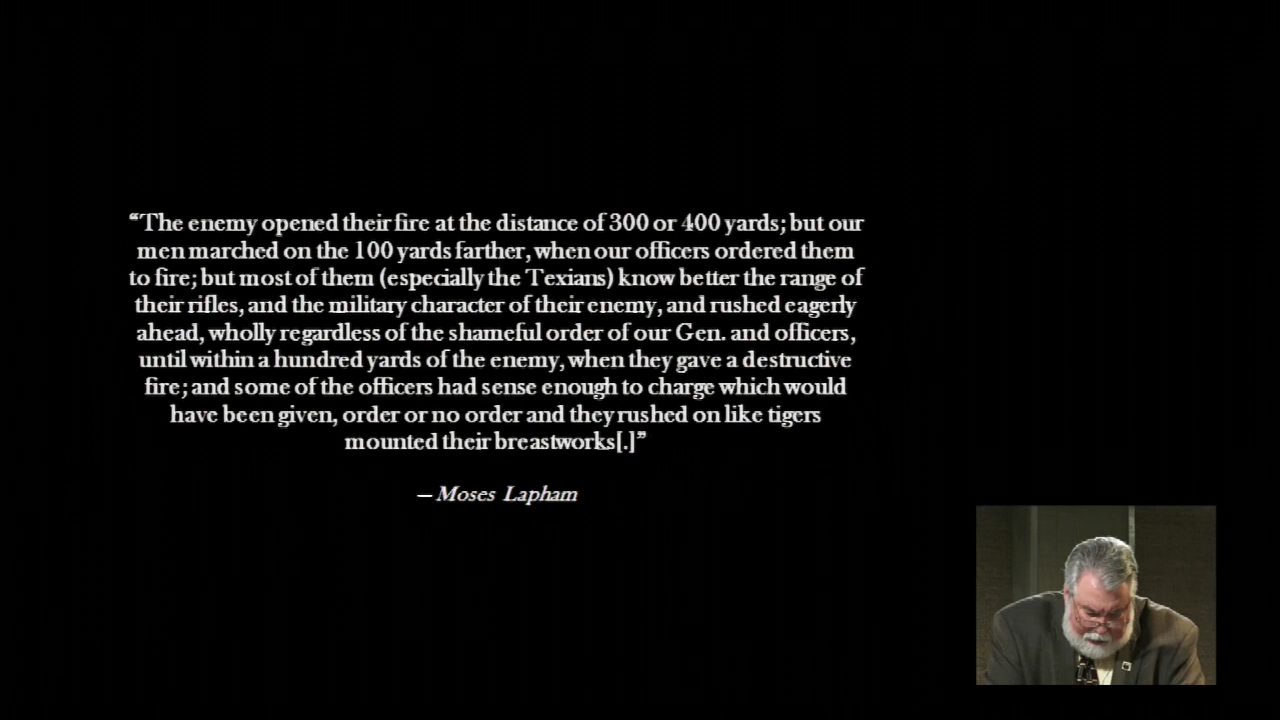 “The enemy opened their fire at the distance of 300 or 400 yards; but our
men marched on the 100 yards farther, when our officers ordered them
to fire; but most of them (especially the Texians) know better the range of
their rifles, and the military character of their enemy, and rushed eagerly
ahead, wholly regardless of the shameful order of our Gen. and officers,
until within a hundred yards of the enemy, when they gave a destructive
fire; and some of the officers had sense enough to charge which would
have been given, order or no order and they rushed on like tigers
mounted their breastworks[.]”
– Moses Lapham